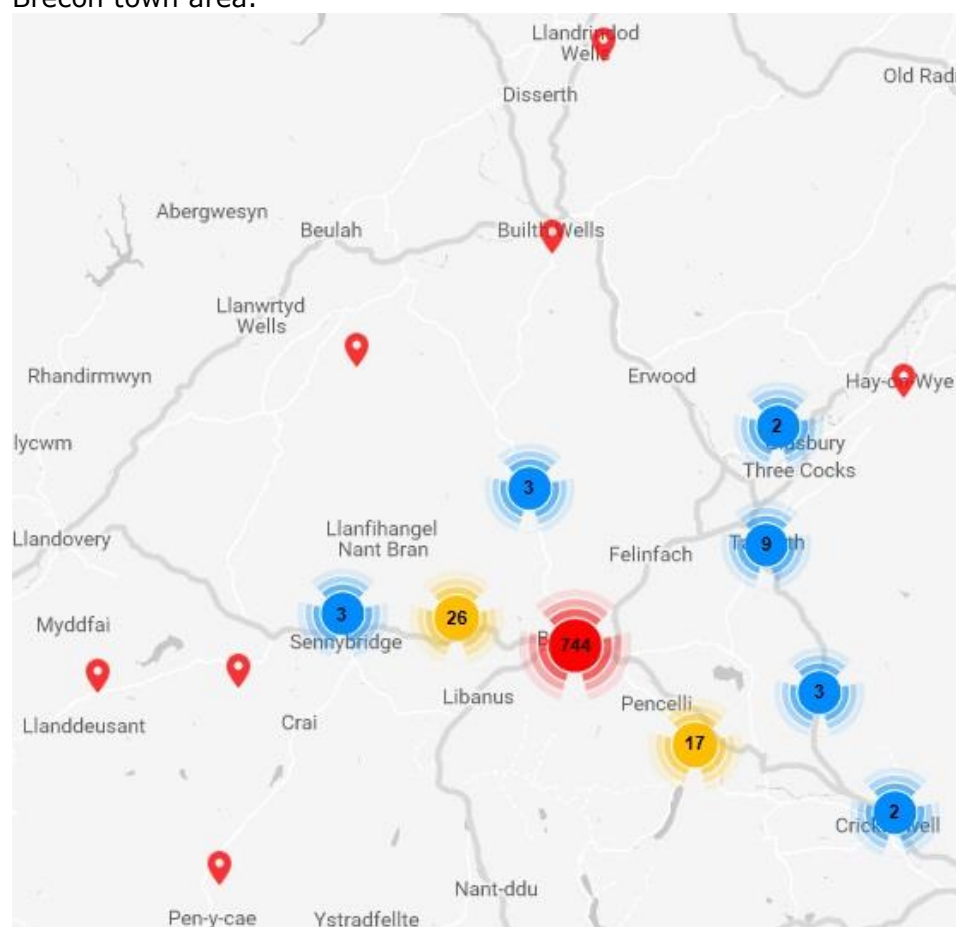 Brecon town area:
Llandrindod
Wells
Old Rad
Disserth
Abergwesyn
Beulah
Builth Wells
Llanwrtyd
Wells
Rhandirmwyn
Erwood
Hay-on-Wye
2
lycwm
Three Cocks
3
Llandovery
Llanfihangel
Nant Bran
Felinfach
9
3
26
Myddfai
Sennybridge
744
Libanus
Pencelli
3
Llanddeusant
Crai
17
2
Nant-ddu
Pen-y-cae
Ystradfellte